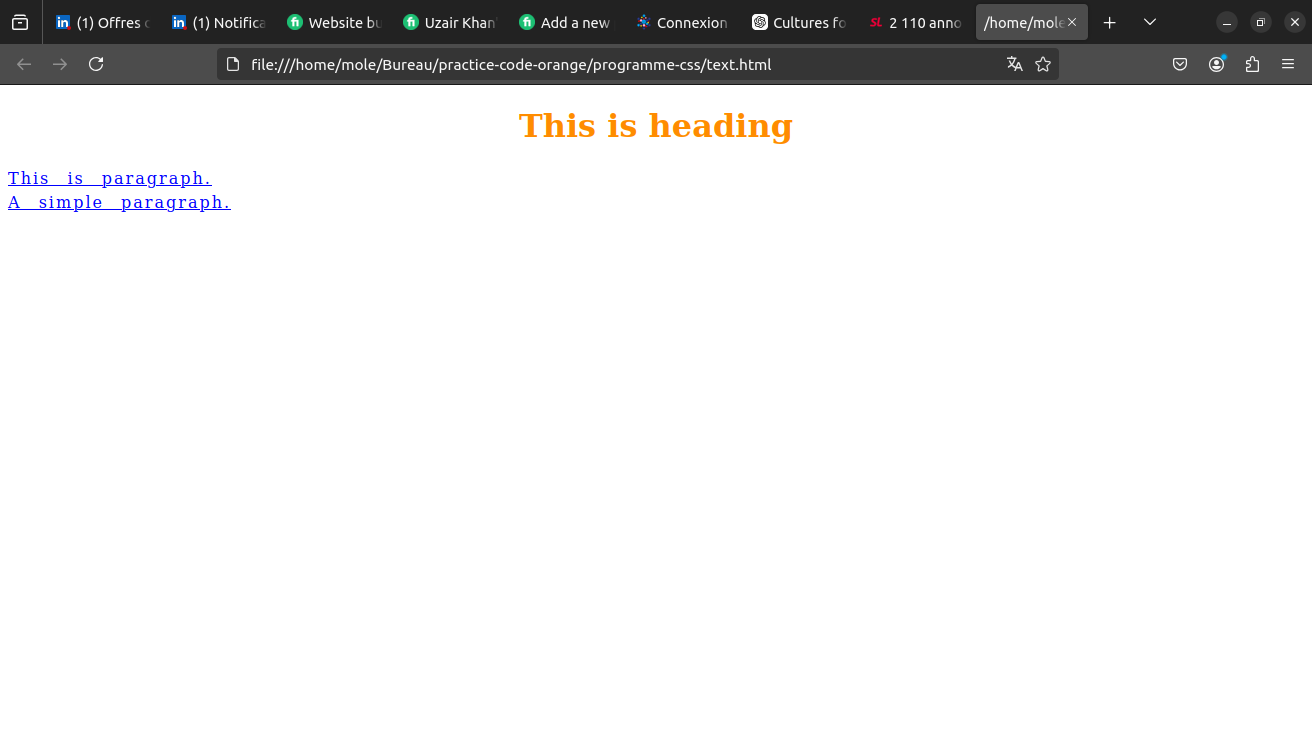 (1) Offres
(1) Notifica
Website bu
Uzair Khan'
Add a new
Connexion
Cultures fo
SL 2 110 anno
/home/mole
file:///home/mole/Bureau/practice-code-orange/programme-css/text.html
This is heading
This is paragraph.
A simple paragraph.